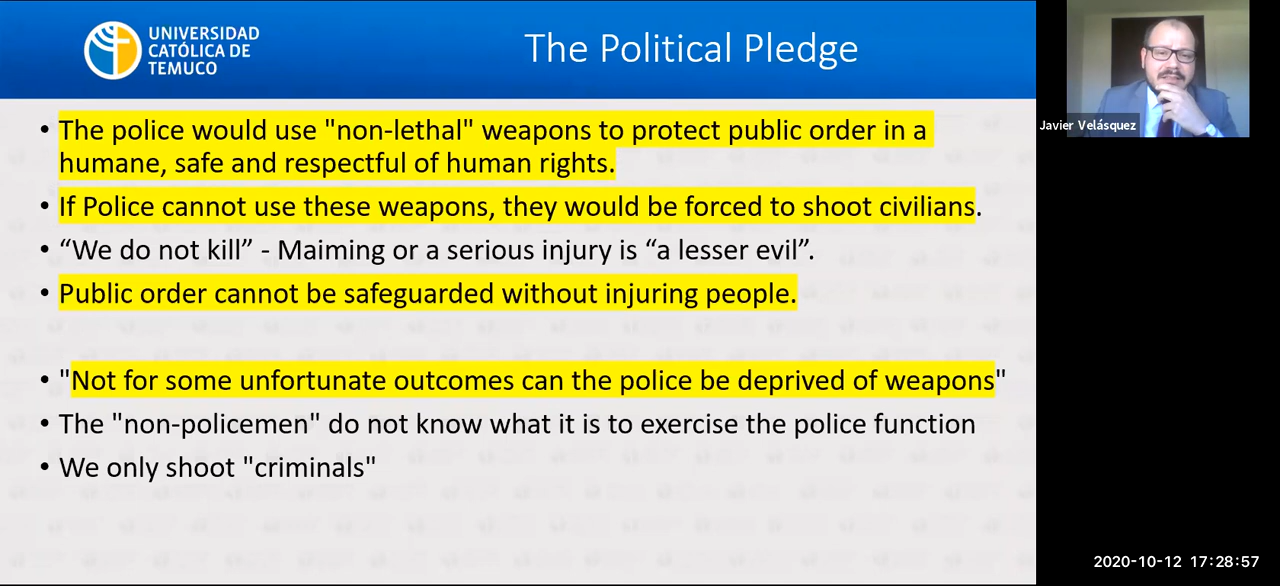 UNIVERSIDAD
CATÓLICA DE
TEMUCO
The Political Pledge
• The police would use "non-lethal" weapons to protect public order in a
humane, safe and respectful of human rights.
• If Police cannot use these weapons, they would be forced to shoot civilians.
• “We do not kill” - Maiming or a serious injury is “a lesser evil”.
• Public order cannot be safeguarded without injuring people.
• "Not for some unfortunate outcomes can the police be deprived of weapons"
• The "non-policemen" do not know what it is to exercise the police function
• We only shoot "criminals"
Javier Velásquez
2020-10-12 17:28:57